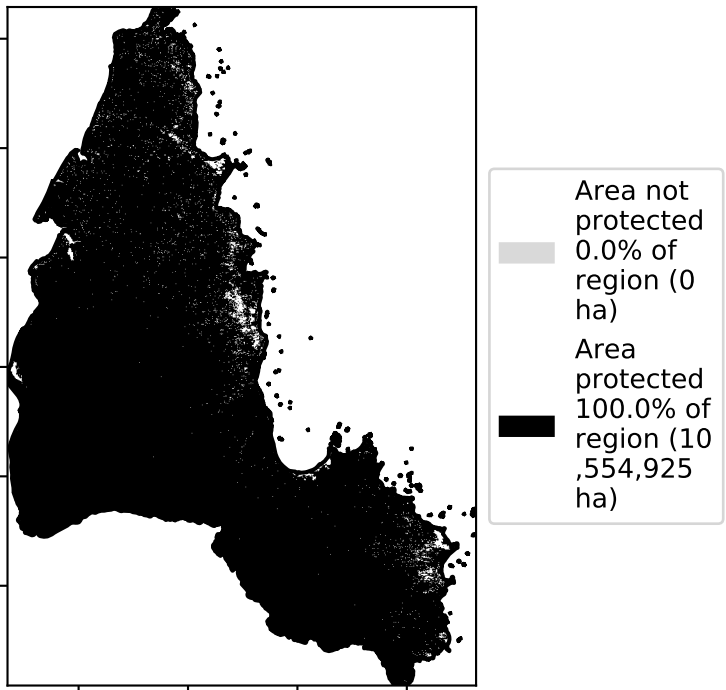 Area not
protected
0.0% of
region (0
ha)
Area
protected
100.0% of
region (10
,554,925
ha)